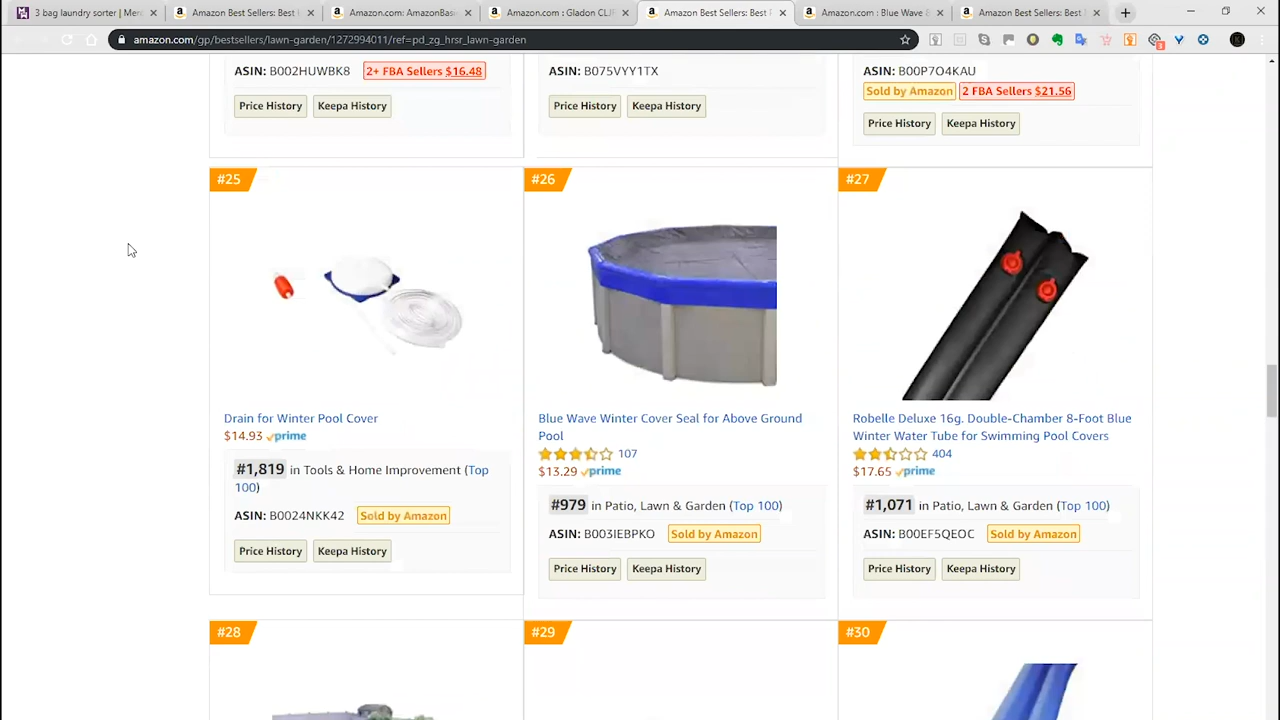 3 bag laundry sorter | Mer
Amazon Best Sellers: Best
Amazon.com: AmazonBase
Amazon.com : Gladon CLI
Amazon Best Sellers: Best
Amazon.com : Blue Wave 8
Amazon Best Sellers: Best
amazon.com/gp/bestsellers/lawn-garden/1272994011/ref=pd_zg_hrsr_lawn-garden
ASIN: B002HUWBK8 2+ FBA Sellers $16.48
Price History Keepa History
ASIN: B075VYY1TX
Price History Keepa History
ASIN: B00P7O4KAU
Sold by Amazon 2 FBA Sellers $21.56
Price History Keepa History
#25
Drain for Winter Pool Cover
$14.93 prime
#1,819 in Tools & Home Improvement (Top
100)
ASIN: B0024NKK42 Sold by Amazon
Price History Keepa History
#26
Blue Wave Winter Cover Seal for Above Ground
Pool
107
$13.29 prime
#979 in Patio, Lawn & Garden (Top 100)
ASIN: B003IEBPKO Sold by Amazon
Price History Keepa History
#27
Robelle Deluxe 16g. Double-Chamber 8-Foot Blue
Winter Water Tube for Swimming Pool Covers
404
$17.65 prime
#1,071 in Patio, Lawn & Garden (Top 100)
ASIN: B00EF5QEOC Sold by Amazon
Price History Keepa History
#28
#29
#30